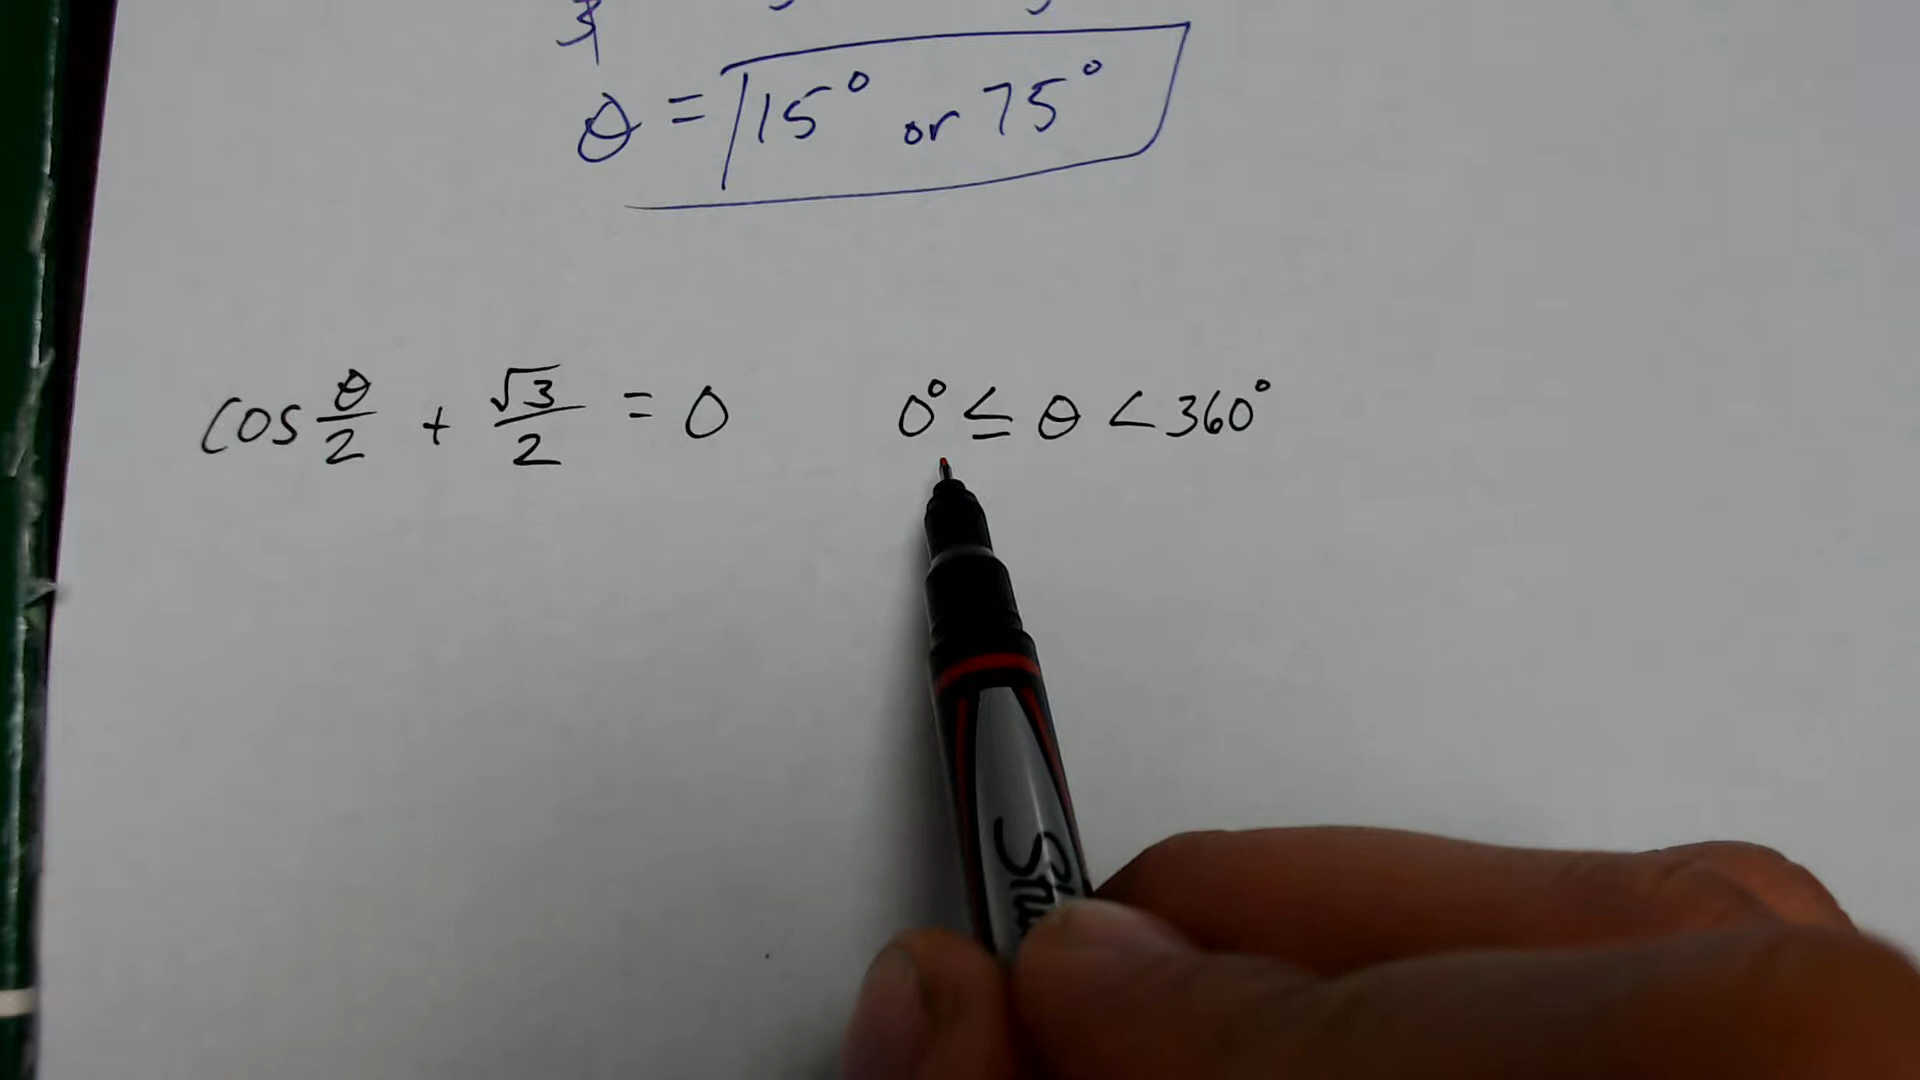 θ = 15° or 75°
cos θ/2 + √3/2 = 0 0° ≤ θ < 360°